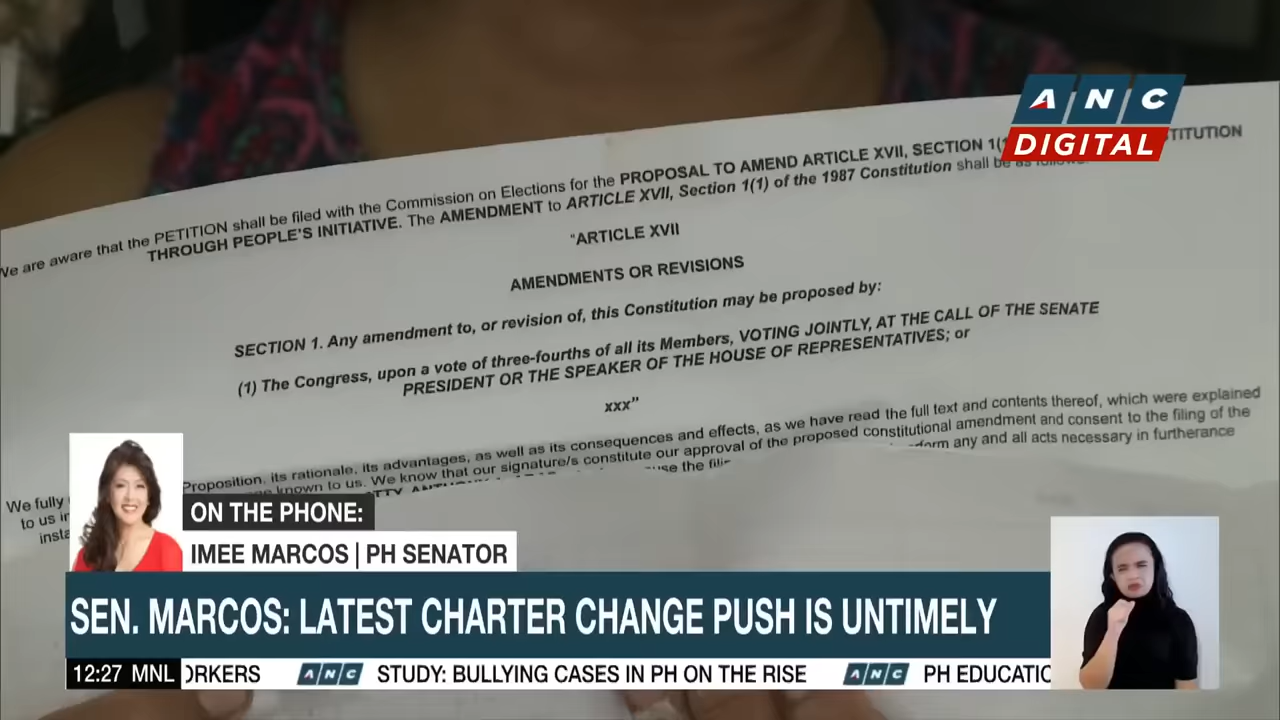 ANC
DIGITAL
We are aware that the PETITION shall be filed with the Commission on Elections for the PROPOSAL TO AMEND ARTICLE XVII, SECTION 1(1
THROUGH PEOPLE'S INITIATIVE. The AMENDMENT to ARTICLE XVII, Section 1(1) of the 1987 Constitution shall be as
"ARTICLE XVII
AMENDMENTS OR REVISIONS
SECTION 1. Any amendment to, or revision of, this Constitution may be proposed by:
(1) The Congress, upon a vote of three-fourths of all its Members, VOTING JOINTLY, AT THE CALL OF THE SENATE
PRESIDENT OR THE SPEAKER OF THE HOUSE OF REPRESENTATIVES; or
xxx"
We fully Proposition, its rationale, its advantages, as well as its consequences and effects, as we have read the full text and contents thereof, which were explained
to us in known to us. We know that our signature/s constitute our approval of the proposed constitutional amendment and consent to the filing of the
any and all acts necessary in furtherance
ON THE PHONE:
IMEE MARCOS | PH SENATOR
SEN. MARCOS: LATEST CHARTER CHANGE PUSH IS UNTIMELY
12:27 MNL ORKERS ANC STUDY: BULLYING CASES IN PH ON THE RISE ANC PH EDUCATIC